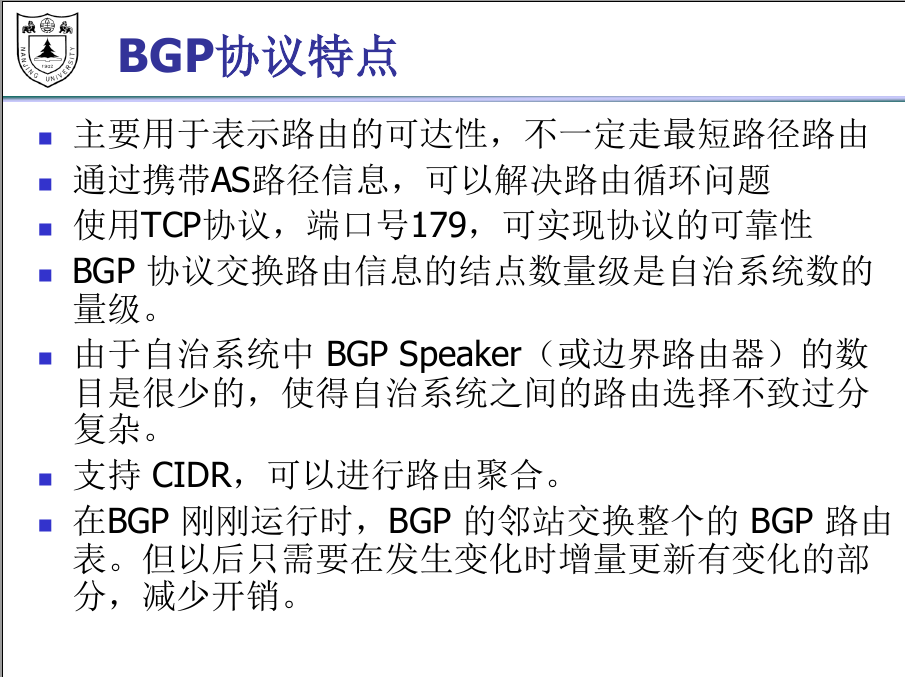 NANJING UNIVERSITY
1902
BGP协议特点
主要用于表示路由的可达性，不一定走最短路径路由
通过携带AS路径信息，可以解决路由循环问题
使用TCP协议，端口号179，可实现协议的可靠性
BGP 协议交换路由信息的结点数量级是自治系统数的
量级。
由于自治系统中 BGP Speaker（或边界路由器）的数
目是很少的，使得自治系统之间的路由选择不致过分
复杂。
支持 CIDR，可以进行路由聚合。
在BGP 刚刚运行时，BGP 的邻站交换整个的 BGP 路由
表。但以后只需要在发生变化时增量更新有变化的部
分，减少开销。